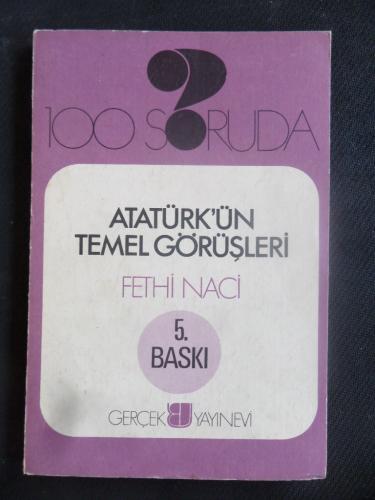 100 SORUDA
ATATÜRK'ÜN
TEMEL GÖRÜŞLERİ
FETHİ NACİ
5.
BASKI
GERÇEK YAYINEVİ